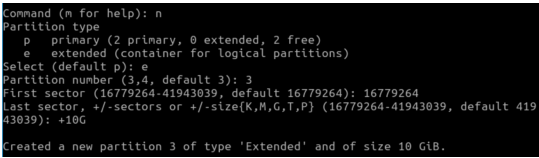 Command (m for help): n
Partition type
   p   primary (2 primary, 0 extended, 2 free)
   e   extended (container for logical partitions)
Select (default p): e
Partition number (3,4, default 3): 3
First sector (16779264-41943039, default 16779264): 16779264
Last sector, +/-sectors or +/-size{K,M,G,T,P} (16779264-41943039, default 419
43039): +10G

Created a new partition 3 of type 'Extended' and of size 10 GiB.